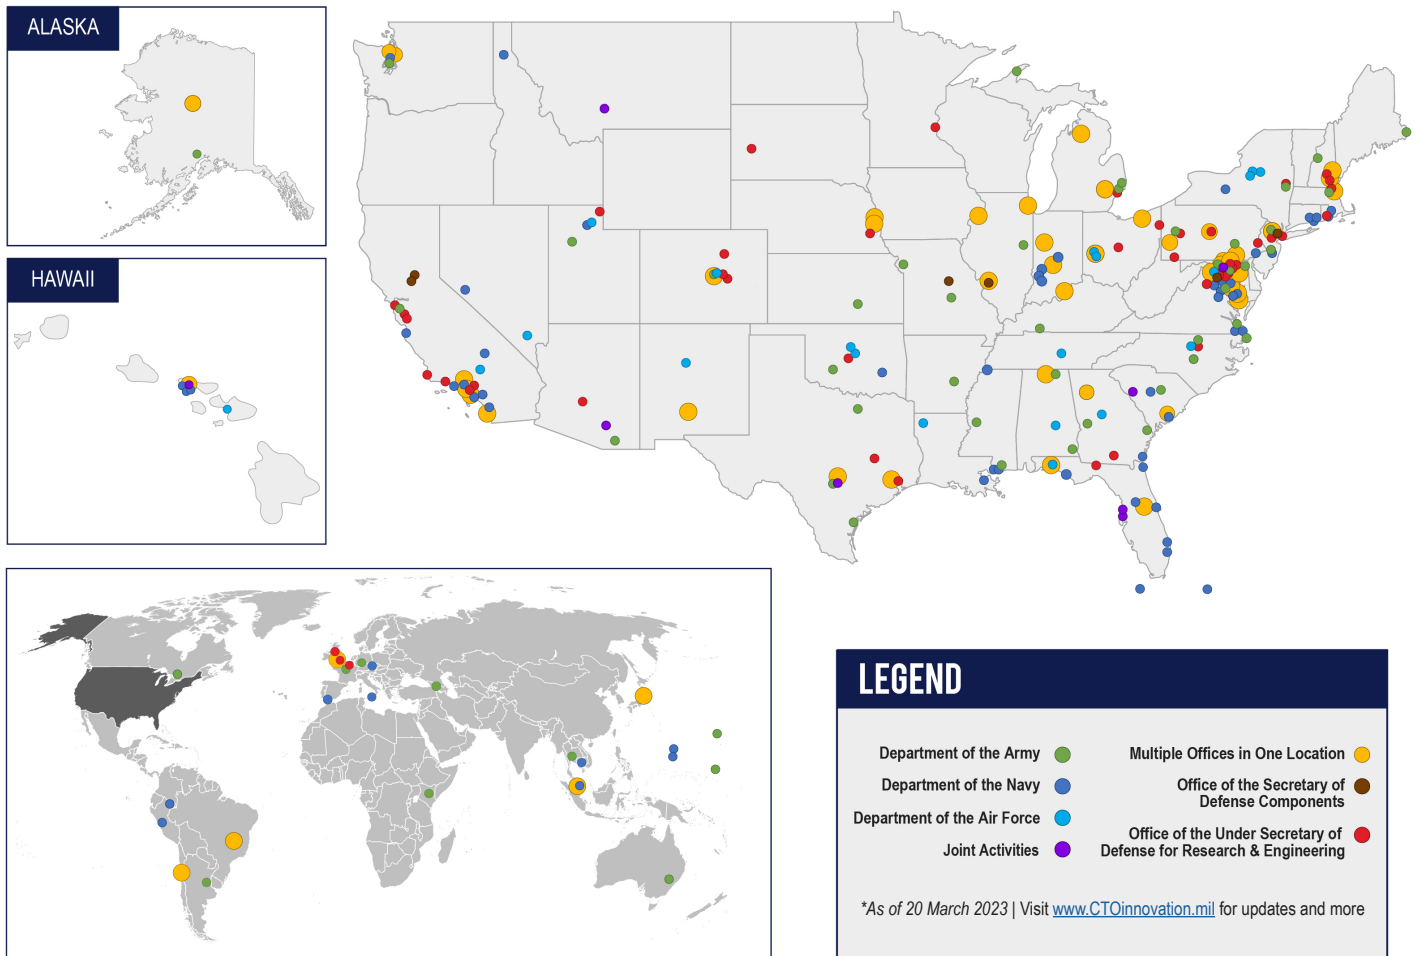 ALASKA
HAWAII
LEGEND
Department of the Army
Department of the Navy
Department of the Air Force
Joint Activities
Multiple Offices in One Location
Office of the Secretary of
Defense Components
Office of the Under Secretary of
Defense for Research & Engineering
*As of 20 March 2023 | Visit www.CTOinnovation.mil for updates and more